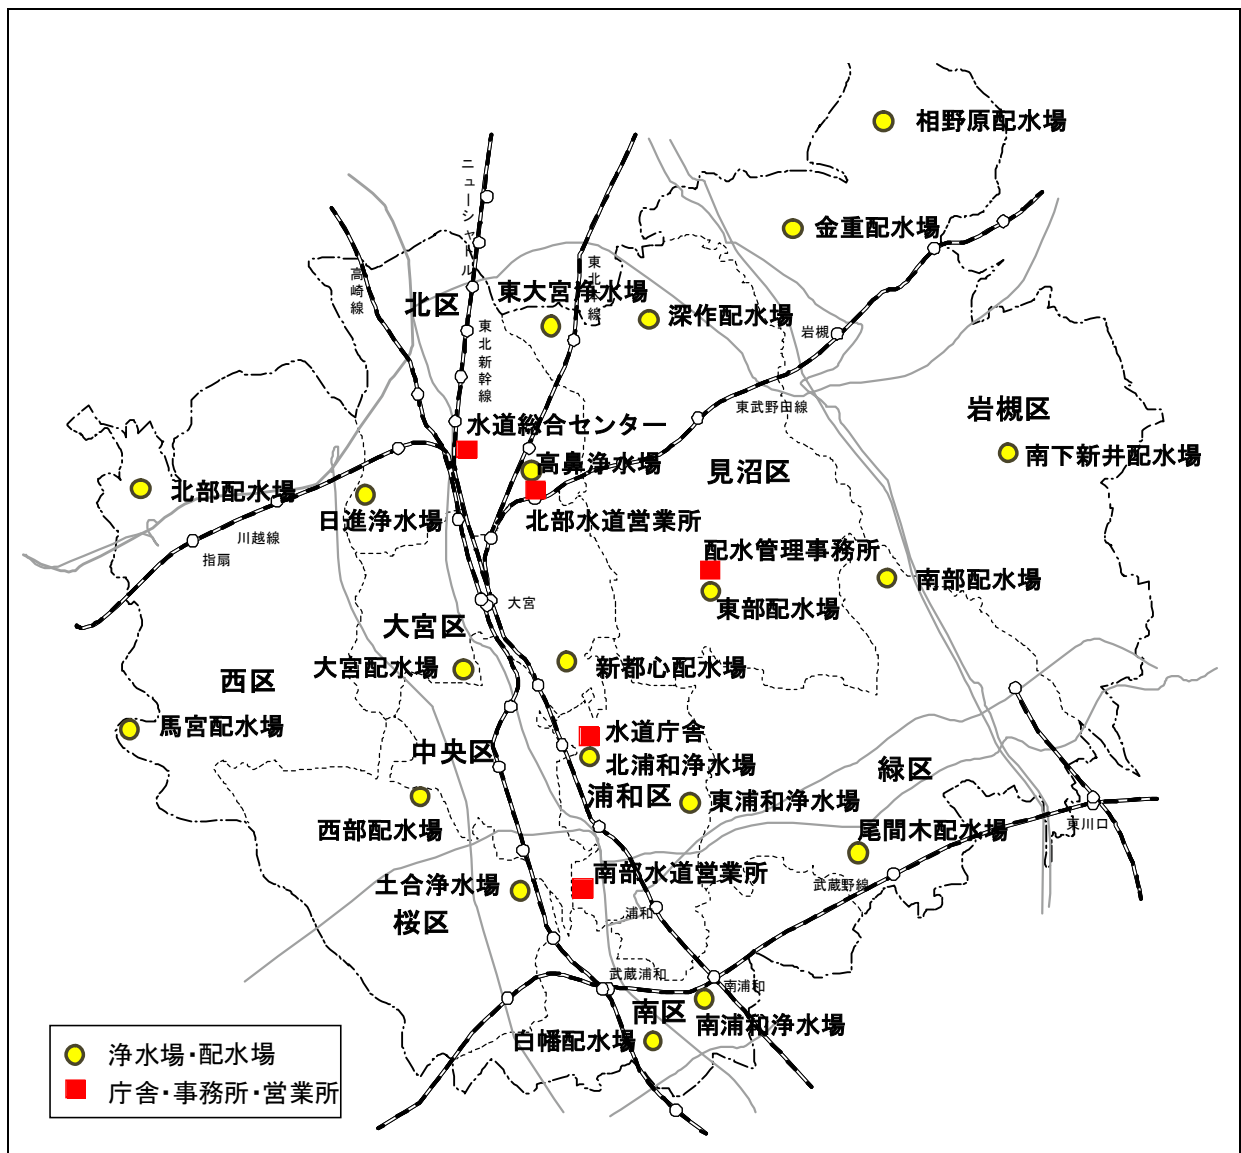 相野原配水場
金重配水場
ニューシャトル
高崎線
東北本線
北区
東大宮浄水場
深作配水場
岩槻
東北新幹線
東武野田線
岩槻区
水道総合センター
高鼻浄水場
見沼区
南下新井配水場
北部配水場
日進浄水場
北部水道営業所
川越線
指扇
配水管理事務所
南部配水場
東部配水場
大宮
大宮区
大宮配水場
新都心配水場
西区
馬宮配水場
水道庁舎
中央区
北浦和浄水場
緑区
浦和区
東浦和浄水場
西部配水場
尾間木配水場
東川口
南部水道営業所
武蔵野線
土合浄水場
浦和
桜区
武蔵浦和
南浦和
南区
南浦和浄水場
白幡配水場
浄水場・配水場
庁舎・事務所・営業所